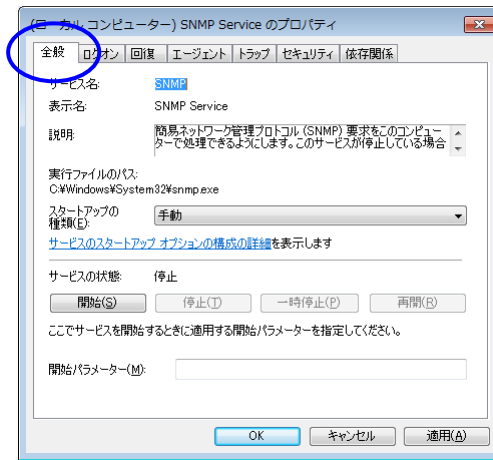 (ローカル コンピューター) SNMP Service のプロパティ
全般 ログオン 回復 エージェント トラップ セキュリティ 依存関係
サービス名: SNMP
表示名: SNMP Service
説明: 簡易ネットワーク管理プロトコル (SNMP) 要求をこのコンピュー
ターで処理できるようにします。このサービスが停止している場合
実行ファイルのパス:
C:¥Windows¥System32¥snmp.exe
スタートアップの
種類(E): 手動
サービスのスタートアップ オプションの構成の詳細を表示します
サービスの状態: 停止
開始(S) 停止(T) 一時停止(P) 再開(R)
ここでサービスを開始するときに適用する開始パラメーターを指定してください。
開始パラメーター(M):
OK キャンセル 適用(A)